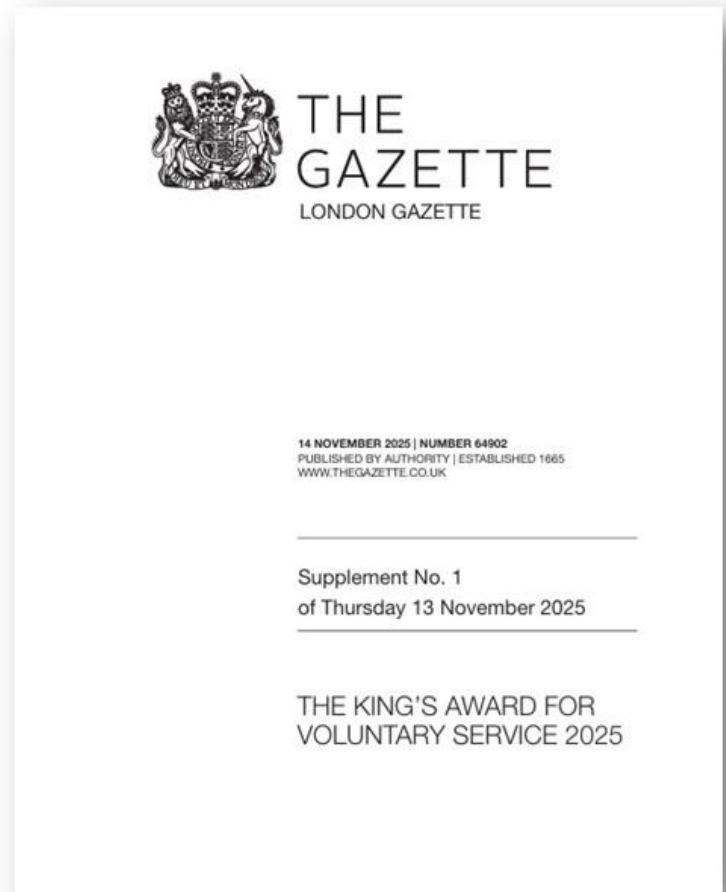 THE
GAZETTE
LONDON GAZETTE
14 NOVEMBER 2025 | NUMBER 64902
PUBLISHED BY AUTHORITY | ESTABLISHED 1665
WWW.THEGAZETTE.CO.UK
Supplement No. 1
of Thursday 13 November 2025
THE KING'S AWARD FOR
VOLUNTARY SERVICE 2025